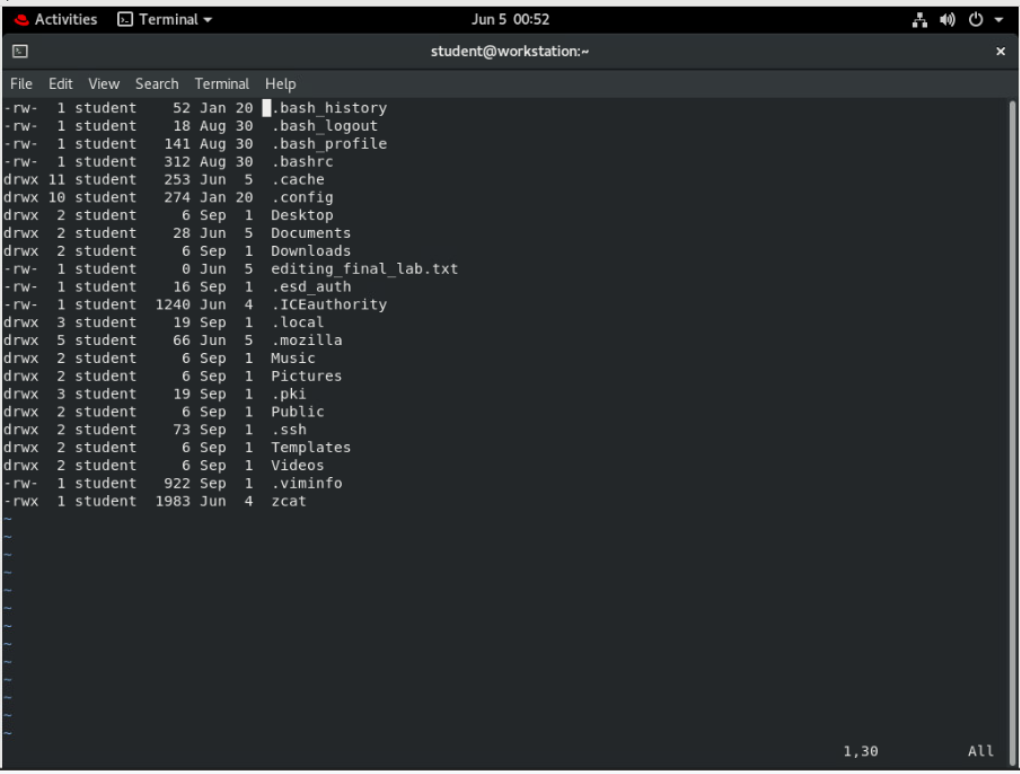 Activities Terminal Jun 5 00:52
student@workstation:~ ×
File Edit View Search Terminal Help
-rw-  1 student    52 Jan 20  .bash_history
-rw-  1 student    18 Aug 30  .bash_logout
-rw-  1 student   141 Aug 30  .bash_profile
-rw-  1 student   312 Aug 30  .bashrc
drwx 11 student   253 Jun  5  .cache
drwx 10 student   274 Jan 20  .config
drwx  2 student     6 Sep  1  Desktop
drwx  2 student    28 Jun  5  Documents
drwx  2 student     6 Sep  1  Downloads
-rw-  1 student     0 Jun  5  editing_final_lab.txt
-rw-  1 student    16 Sep  1  .esd_auth
-rw-  1 student  1240 Jun  4  .ICEauthority
drwx  3 student    19 Sep  1  .local
drwx  5 student    66 Jun  5  .mozilla
drwx  2 student     6 Sep  1  Music
drwx  2 student     6 Sep  1  Pictures
drwx  3 student    19 Sep  1  .pki
drwx  2 student     6 Sep  1  Public
drwx  2 student    73 Sep  1  .ssh
drwx  2 student     6 Sep  1  Templates
drwx  2 student     6 Sep  1  Videos
-rw-  1 student   922 Sep  1  .viminfo
-rwx  1 student  1983 Jun  4  zcat
~
~
~
~
~
~
~
~
~
~
~
~
~
1,30 All